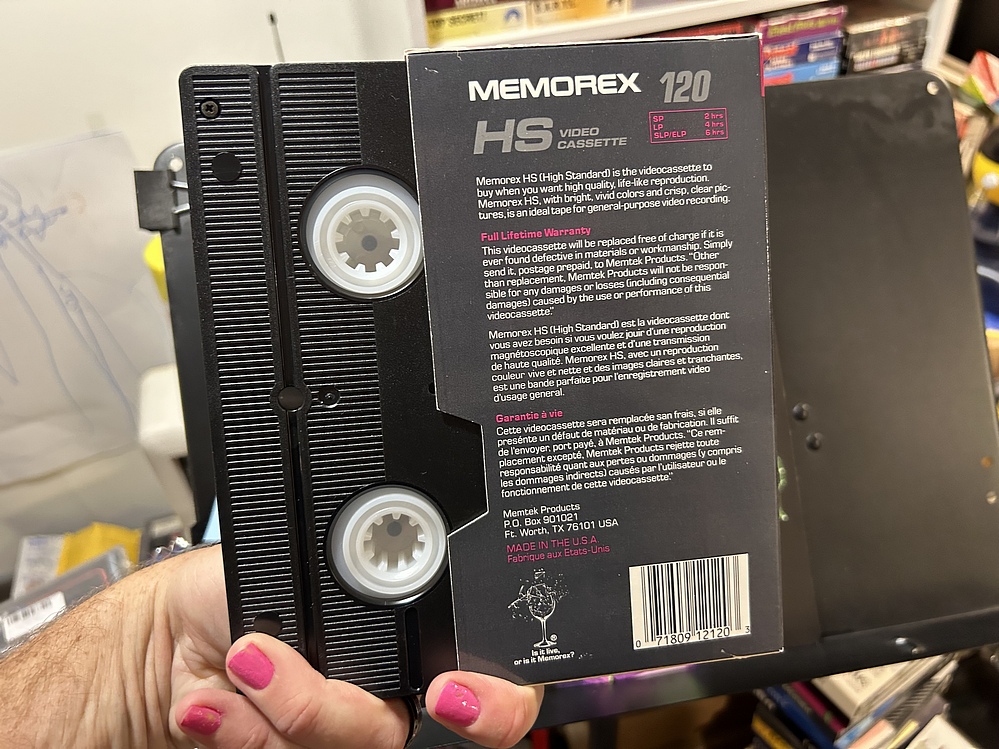 TOP SECRET!
MEMOREX 120
HS VIDEO CASSETTE
SP 2 hrs
LP 4 hrs
SLP/ELP 6 hrs
Memorex HS (High Standard) is the videocassette to
buy when you want high quality, life-like reproduction.
Memorex HS, with bright, vivid colors and crisp, clear pic-
tures, is an ideal tape for general-purpose video recording.
Full Lifetime Warranty
This videocassette will be replaced free of charge if it is
ever found defective in materials or workmanship. Simply
send it, postage prepaid, to Memtek Products. "Other
than replacement, Memtek Products will not be respon-
sible for any damages or losses (including consequential
damages) caused by the use or performance of this
videocassette."
Memorex HS (High Standard) est la videocassette dont
vous avez besoin si vous voulez jouir d'une reproduction
magnétoscopique excellente et d'une transmission
de haute qualité. Memorex HS, avec un reproduction
couleur vive et nette et des images claires et tranchantes,
est une bande parfaite pour l'enregistrement video
d'usage general.
Garantie à vie
Cette videocassette sera remplacée san frais, si elle
présénte un défaut de matériau ou de fabrication. Il suffit
de l'envoyer, port payé, à Memtek Products. "Ce rem-
placement excepté, Memtek Products rejette toute
responsabilité quant aux pertes ou dommages (y compris
les dommages indirects) causés par l'utilisateur ou le
fonctionnement de cette videocassette."
Memtek Products
P.O. Box 901021
Ft. Worth, TX 76101 USA
MADE IN THE U.S.A.
Fabrique aux Etats-Unis
®
Is it live,
or is it Memorex?
0 71809 12120 3